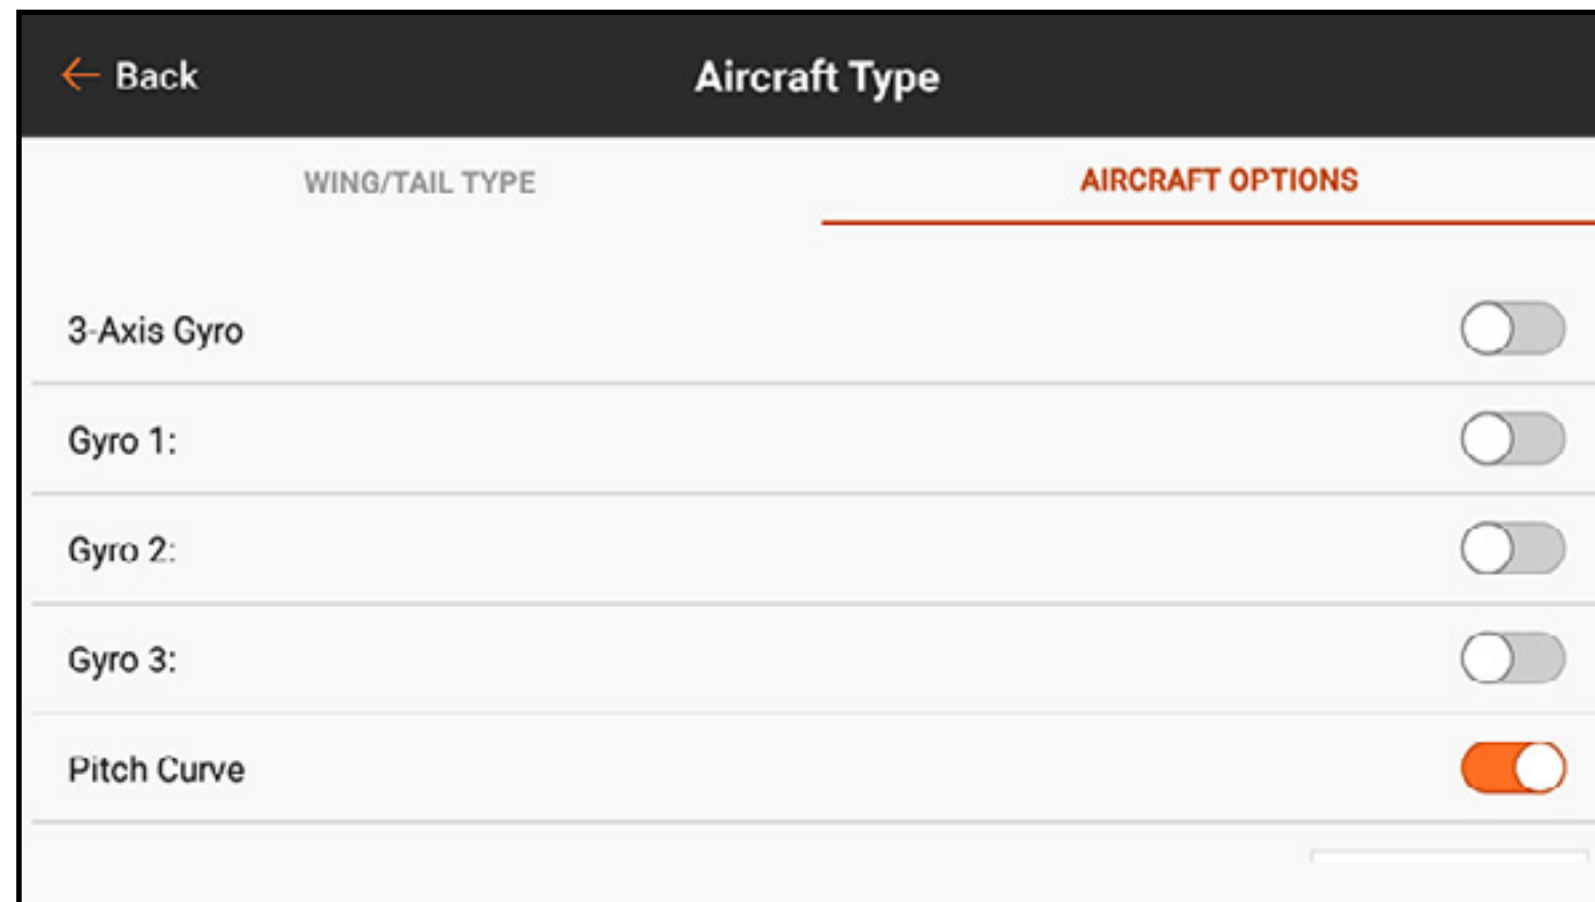 Back
Aircraft Type
WING/TAIL TYPE
AIRCRAFT OPTIONS
3-Axis Gyro
Gyro 1:
Gyro 2:
Gyro 3:
Pitch Curve